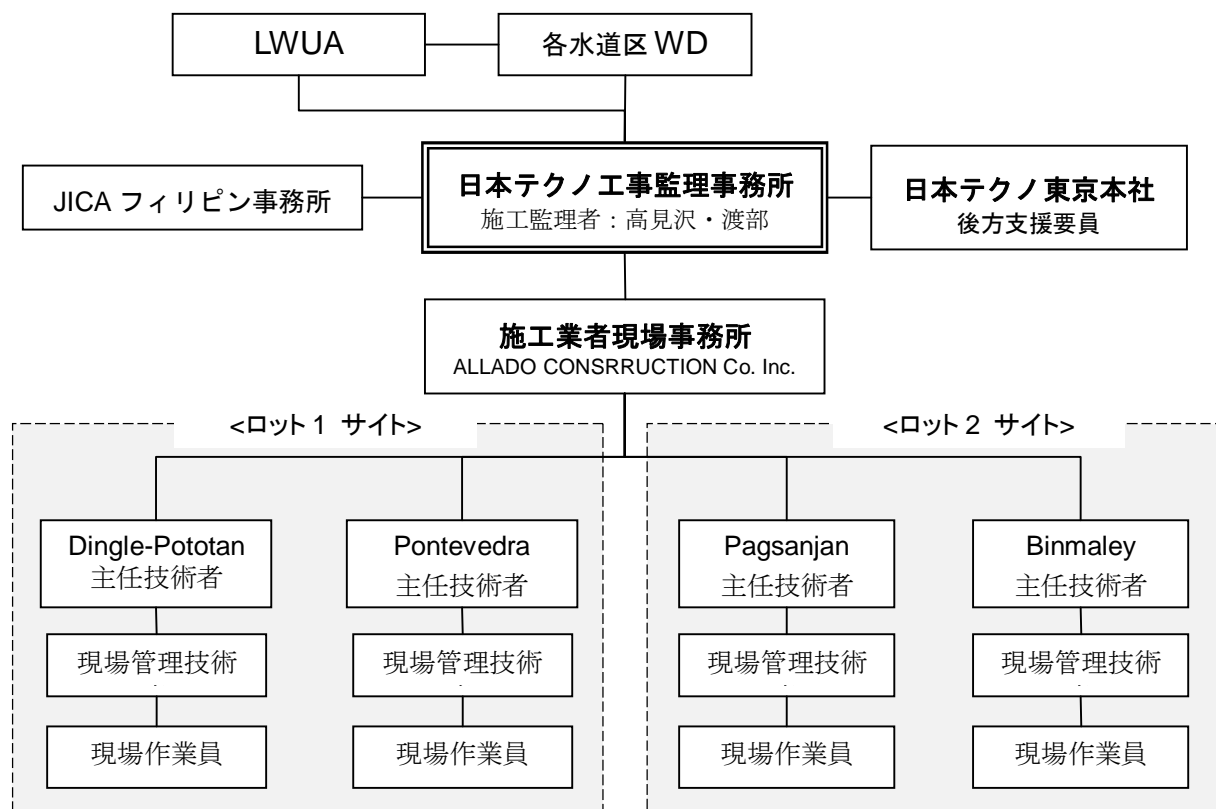 LWUA
各水道区 WD
JICA フィリピン事務所
日本テクノ工事監理事務所
施工監理者：高見沢・渡部
日本テクノ東京本社
後方支援要員
施工業者現場事務所
ALLADO CONSRRUCTION Co. Inc.
<ロット 1 サイト>
<ロット 2 サイト>
Dingle-Pototan
主任技術者
Pontevedra
主任技術者
Pagsanjan
主任技術者
Binmaley
主任技術者
現場管理技術
現場管理技術
現場管理技術
現場管理技術
現場作業員
現場作業員
現場作業員
現場作業員